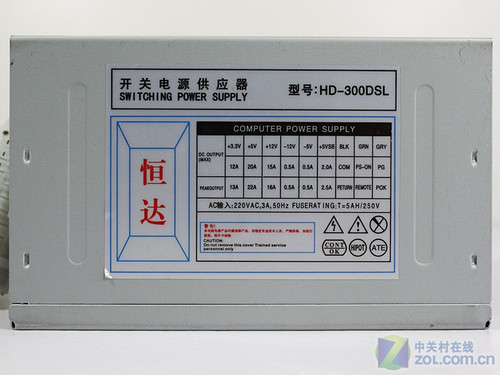 开关电源供应器
SWITCHING POWER SUPPLY
型号:HD-300DSL
恒达
COMPUTER POWER SUPPLY
DC OUTPUT (MAX) +3.3V +5V +12V -12V -5V +5VSB BLK GRN GRY
12A 20A 15A 0.5A 0.5A 2.0A COM PS-ON PG
PEAKOUTPUT 13A 22A 16A 0.5A 0.5A 2.5A PETURN REMOTE POK
AC输入:220VAC,3A,50Hz FUSERATING:T=5AH/250V
警告!
CAUTION:
Do not remove this cover Trained service
personnel only!
CONT OK HIPOT ATE
中关村在线
ZOL.COM.CN